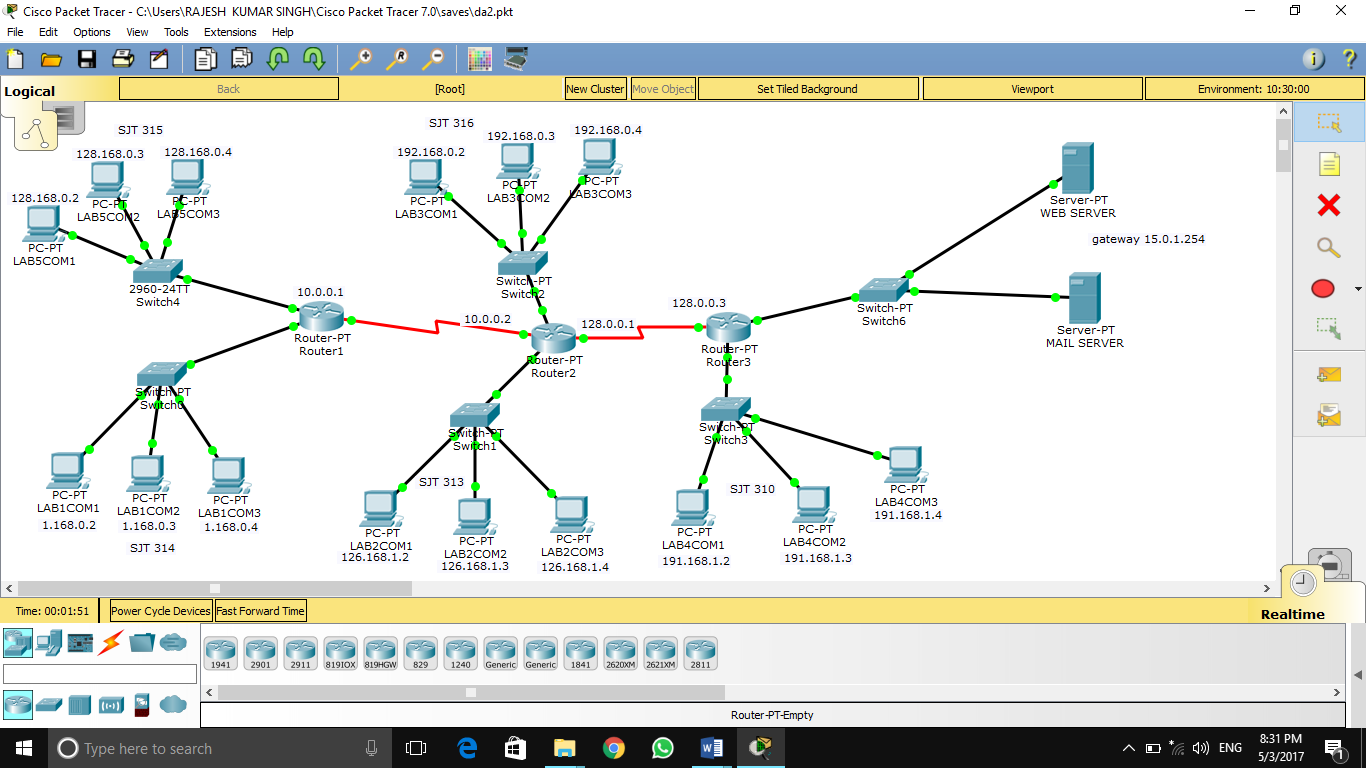 Cisco Packet Tracer - C:\Users\RAJESH  KUMAR SINGH\Cisco Packet Tracer 7.0\saves\da2.pkt
File Edit Options View Tools Extensions Help
Logical
Back
[Root]
New Cluster
Move Object
Set Tiled Background
Viewport
Environment: 10:30:00
SJT 315
128.168.0.3
128.168.0.4
128.168.0.2
PC-PT
LAB5COM2
PC-PT
LAB5COM3
PC-PT
LAB5COM1
2960-24TT
Switch4
SJT 316
192.168.0.2
192.168.0.3
192.168.0.4
PC-PT
LAB3COM1
PC-PT
LAB3COM2
PC-PT
LAB3COM3
Switch-PT
Switch2
Server-PT
WEB SERVER
gateway 15.0.1.254
Switch-PT
Switch6
Server-PT
MAIL SERVER
10.0.0.1
Router-PT
Router1
10.0.0.2
128.0.0.1
Router-PT
Router2
128.0.0.3
Router-PT
Router3
Switch-PT
Switch0
PC-PT
LAB1COM1
1.168.0.2
PC-PT
LAB1COM2
1.168.0.3
PC-PT
LAB1COM3
1.168.0.4
SJT 314
Switch-PT
Switch1
SJT 313
PC-PT
LAB2COM1
126.168.1.2
PC-PT
LAB2COM2
126.168.1.3
PC-PT
LAB2COM3
126.168.1.4
Switch-PT
Switch3
SJT 310
PC-PT
LAB4COM1
191.168.1.2
PC-PT
LAB4COM2
191.168.1.3
PC-PT
LAB4COM3
191.168.1.4
Time: 00:01:51
Power Cycle Devices
Fast Forward Time
Realtime
1941
2901
2911
819IOX
819HGW
829
1240
Generic
Generic
1841
2620XM
2621XM
2811
Router-PT-Empty
Type here to search
ENG
8:31 PM
5/3/2017
1